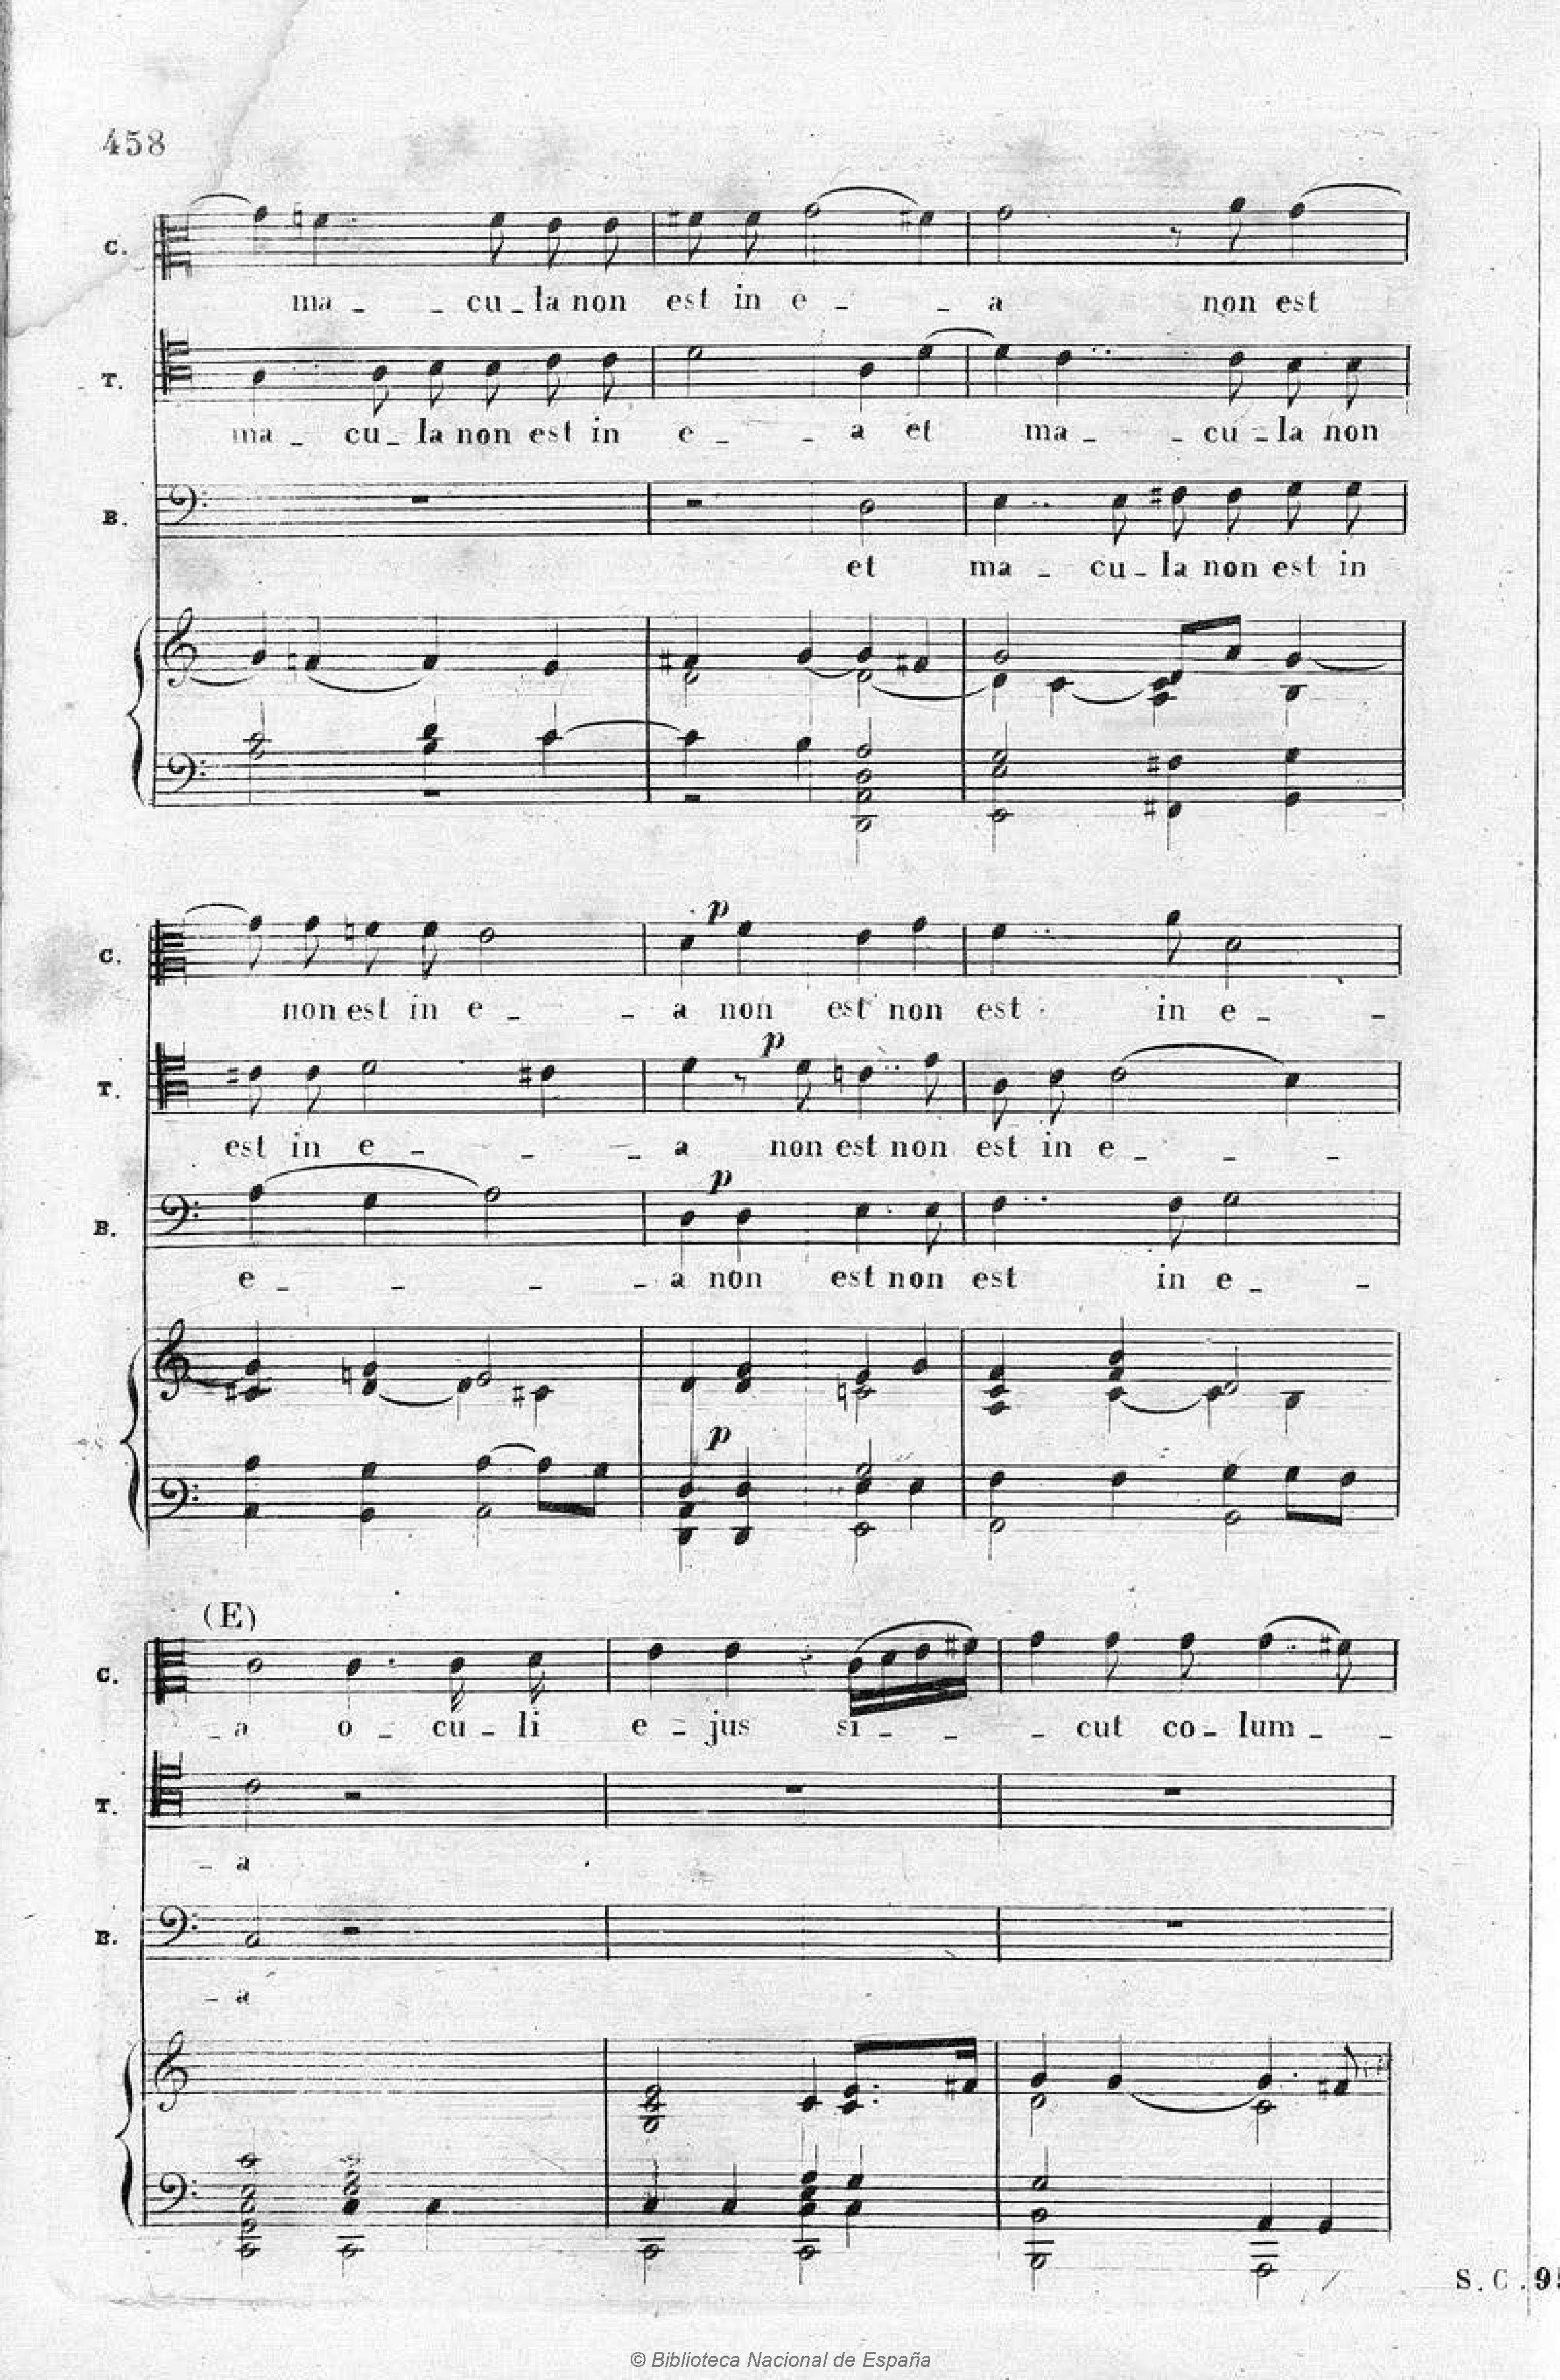 458
C.
ma - - cu - la non est in e - - a non est
T.
ma - cu - la non est in e - - a et ma - - cu - la non
B.
et ma - cu - la non est in
C.
p
non est in e - - a non est non est in e - -
T.
p
est in e - - - a non est non est in e - - -
B.
p
e - - - - a non est non est in e - -
p
(E)
C.
- a o - cu - li e - jus si - - - cut co - lum - -
T.
- a
B.
- a
S. C. 95
© Biblioteca Nacional de España